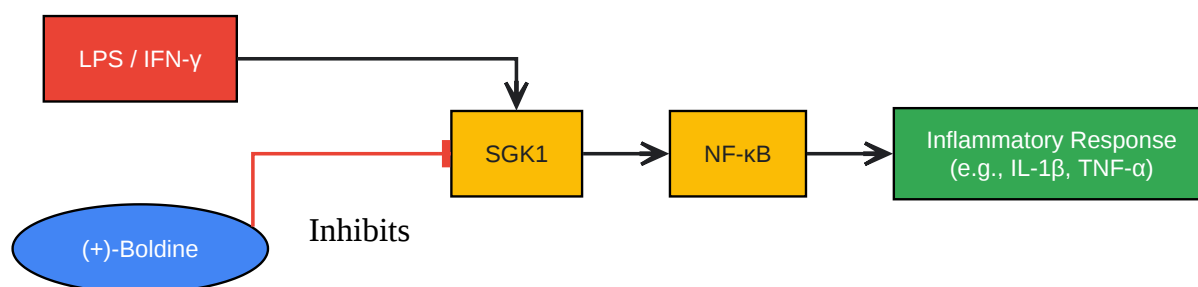 LPS / IFN-γ
SGK1
NF-κB
Inflammatory Response
(e.g., IL-1β, TNF-α)
(+)-Boldine
Inhibits